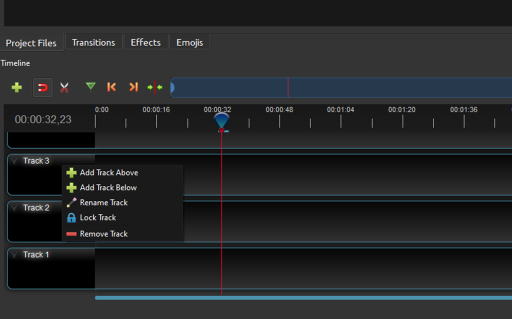 Project Files Transitions Effects Emojis
Timeline
00:00:32,23
0:00 00:00:16 00:00:32 00:00:48 00:01:04 00:01:20 00:01:36
Track 3
Add Track Above
Add Track Below
Rename Track
Track 2
Lock Track
Remove Track
Track 1